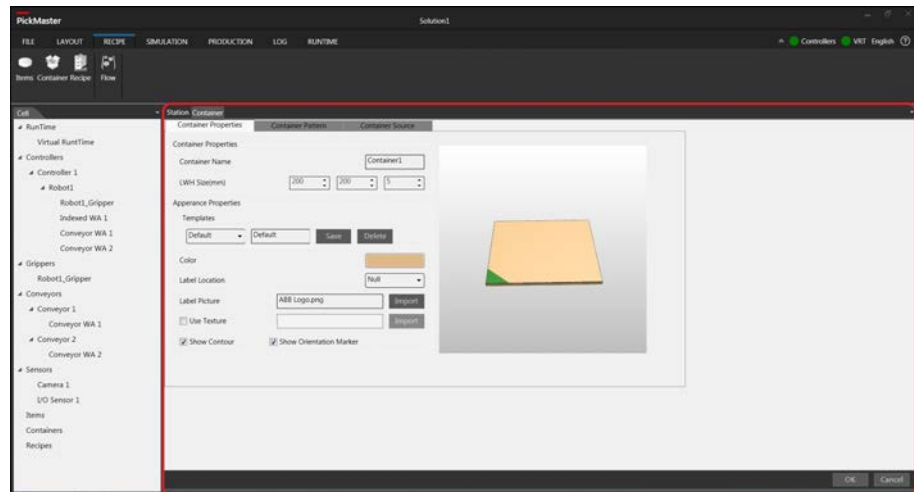 PickMaster
Solution1
FILE LAYOUT RECIPE SIMULATION PRODUCTION LOG RUNTIME
Controllers VRT English
Items Container Recipe Flow
Cell
Station Container
RunTime
Virtual RuntTime
Controllers
Controller 1
Robot1
Robot1_Gripper
Indexed WA 1
Conveyor WA 1
Conveyor WA 2
Grippers
Robot1_Gripper
Conveyors
Conveyor 1
Conveyor WA 1
Conveyor 2
Conveyor WA 2
Sensors
Camera 1
I/O Sensor 1
Items
Containers
Recipes
Container Properties Container Pattern Container Source
Container Properties
Container Name Container1
LWH Size(mm) 200 200 5
Apperance Properties
Templates
Default Default Save Delete
Color
Label Location Null
Label Picture ABB Logo.png Import
Use Texture Import
Show Contour Show Orientation Marker
OK Cancel